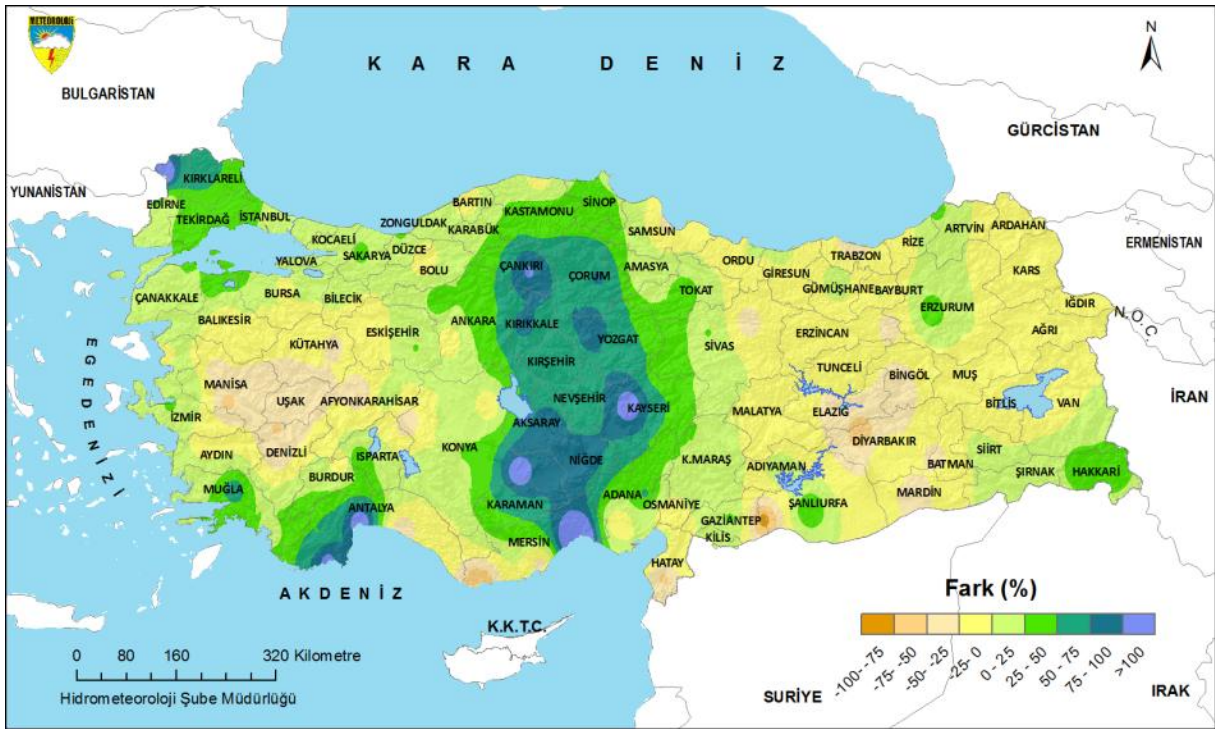 METEOROLOJİ
N
K A R A D E N İ Z
BULGARİSTAN
GÜRCİSTAN
YUNANİSTAN
ERMENİSTAN
KIRKLARELİ
EDİRNE
TEKİRDAĞ
İSTANBUL
BARTIN
ZONGULDAK
KASTAMONU
SİNOP
KARABÜK
SAMSUN
ARTVİN
ARDAHAN
KOCAELİ
SAKARYA
DÜZCE
YALOVA
BOLU
ÇANKIRI
ÇORUM
AMASYA
ORDU
GİRESUN
TRABZON
RİZE
KARS
ÇANAKKALE
BURSA
BİLECİK
TOKAT
GÜMÜŞHANE
BAYBURT
ERZURUM
IĞDIR
N.O.C.
BALIKESİR
ESKİŞEHİR
ANKARA
KIRIKKALE
YOZGAT
SİVAS
ERZİNCAN
AĞRI
KÜTAHYA
KIRŞEHİR
TUNCELİ
BİNGÖL
MUŞ
İRAN
E G E D E N İ Z İ
MANİSA
UŞAK
AFYONKARAHİSAR
NEVŞEHİR
KAYSERİ
MALATYA
ELAZIĞ
BİTLİS
VAN
İZMİR
AKSARAY
DİYARBAKIR
AYDIN
DENİZLİ
ISPARTA
KONYA
NİĞDE
K.MARAŞ
ADIYAMAN
BATMAN
SİİRT
ŞIRNAK
HAKKARİ
BURDUR
MUĞLA
ANTALYA
KARAMAN
ADANA
OSMANİYE
GAZİANTEP
ŞANLIURFA
MARDİN
KİLİS
MERSİN
HATAY
A K D E N İ Z
K.K.T.C.
SURİYE
IRAK
Fark (%)
-100--75
-75--50
-50--25
-25- 0
0 - 25
25 - 50
50 - 75
75 - 100
>100
0 80 160 320 Kilometre
Hidrometeoroloji Şube Müdürlüğü